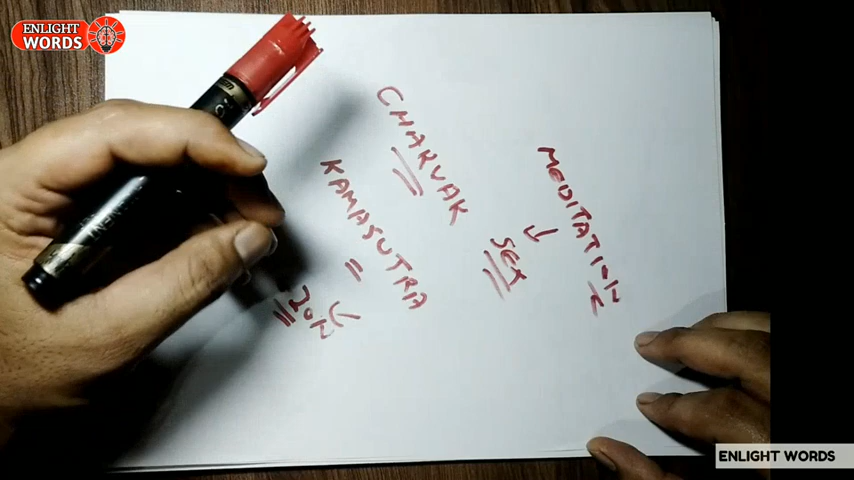 ENLIGHT
WORDS
CHARVAK
KAMASUTRA
MEDITATION
SEX
ENLIGHT WORDS